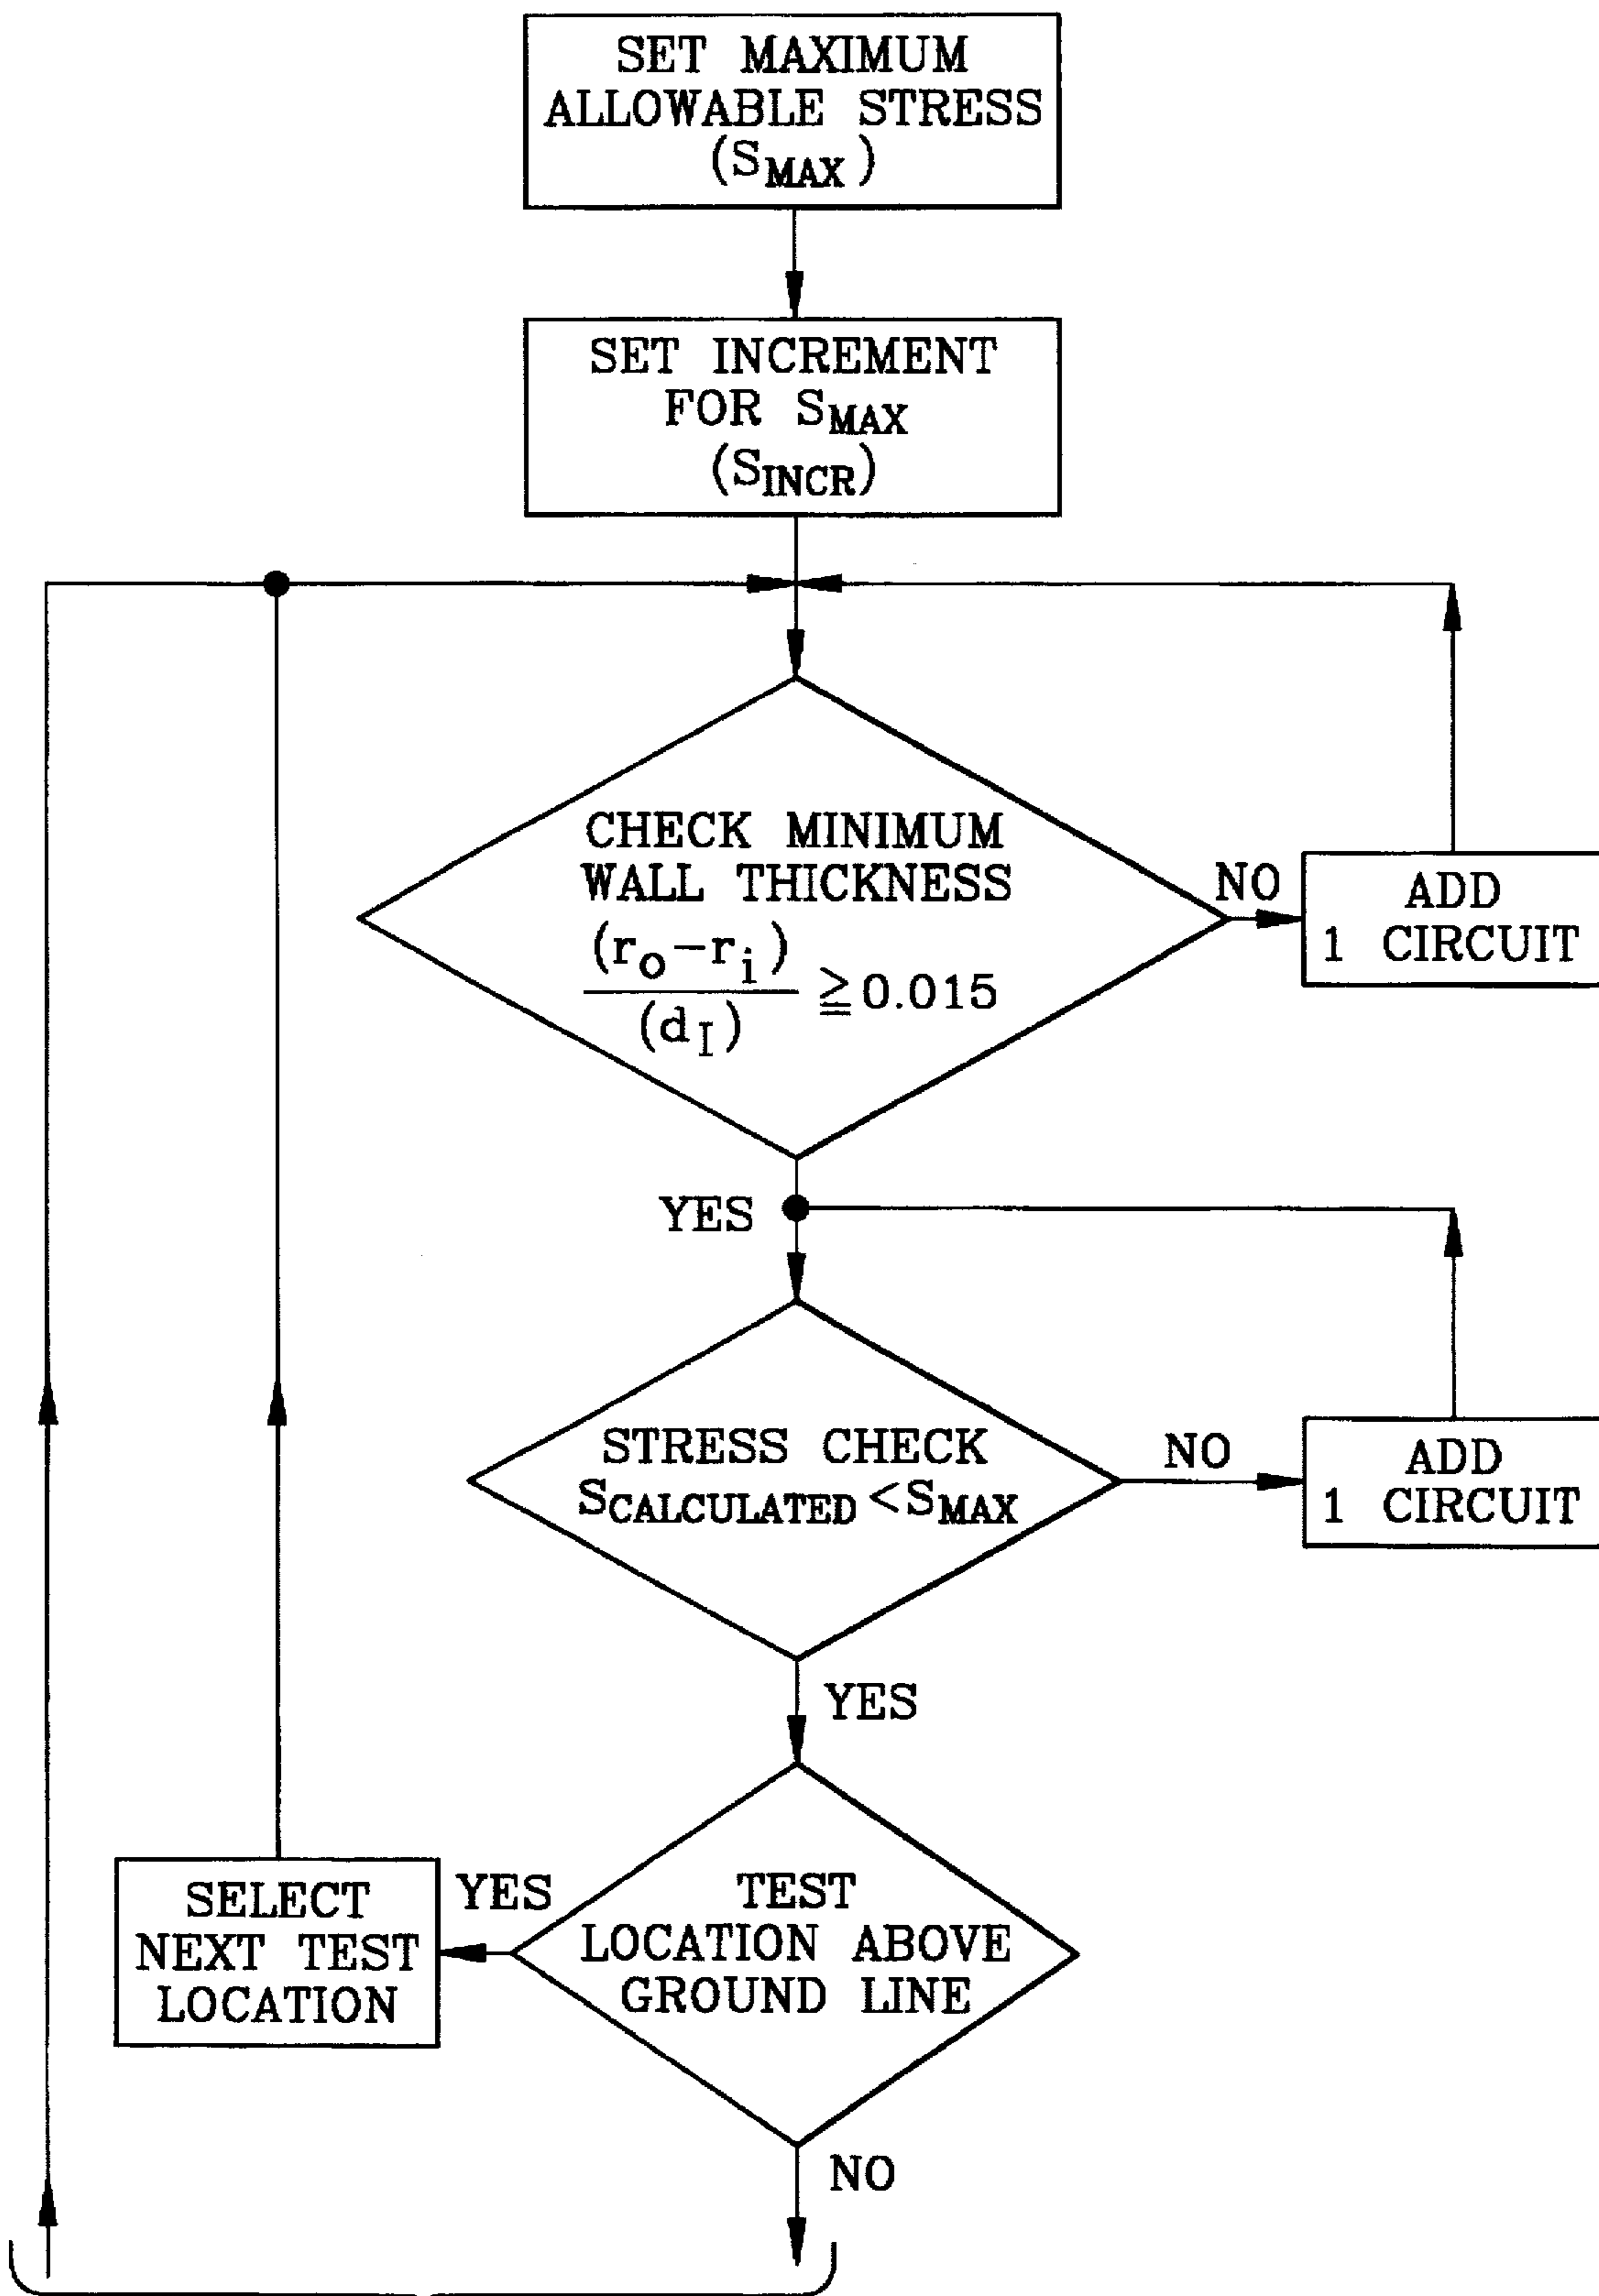 SET MAXIMUM
ALLOWABLE STRESS
(SMAX)
SET INCREMENT
FOR SMAX
(SINCR)
CHECK MINIMUM
WALL THICKNESS
(ro-ri)
(dI)
≧0.015
NO
ADD
1 CIRCUIT
YES
STRESS CHECK
SCALCULATED<SMAX
NO
ADD
1 CIRCUIT
YES
TEST
LOCATION ABOVE
GROUND LINE
YES
SELECT
NEXT TEST
LOCATION
NO